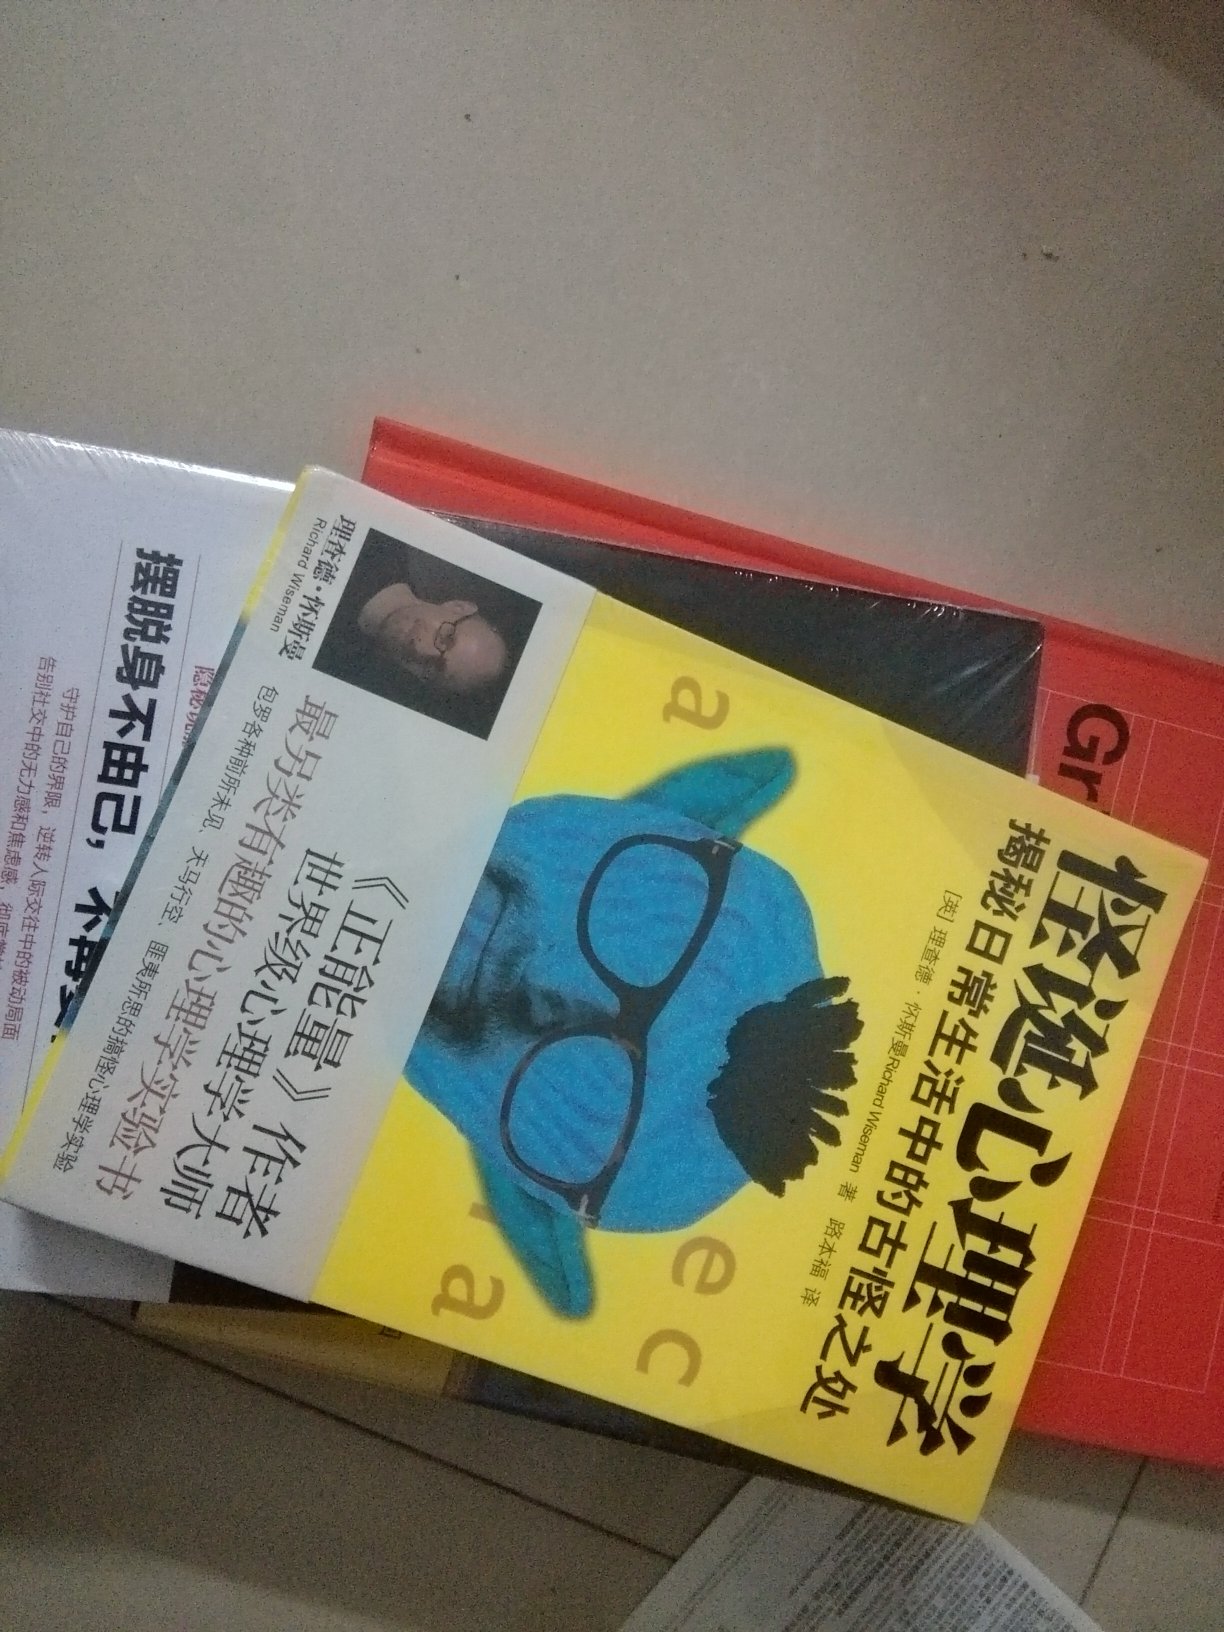 怪诞心理学
揭秘日常生活中的古怪之处
[英] 理查德·怀斯曼Richard Wiseman 著 路本福 译
a
e
c
a
《正能量》作者
世界级心理学大师
最另类有趣的心理学实验书
包罗各种前所未见、天马行空、匪夷所思的搞怪心理学实验
理查德·怀斯曼
Richard Wiseman
Gr
隐秘
摆脱身不由己，不再
守护自己的界限，逆转人际交往中的被动局面
告别社交中的无力感和焦虑感，彻底